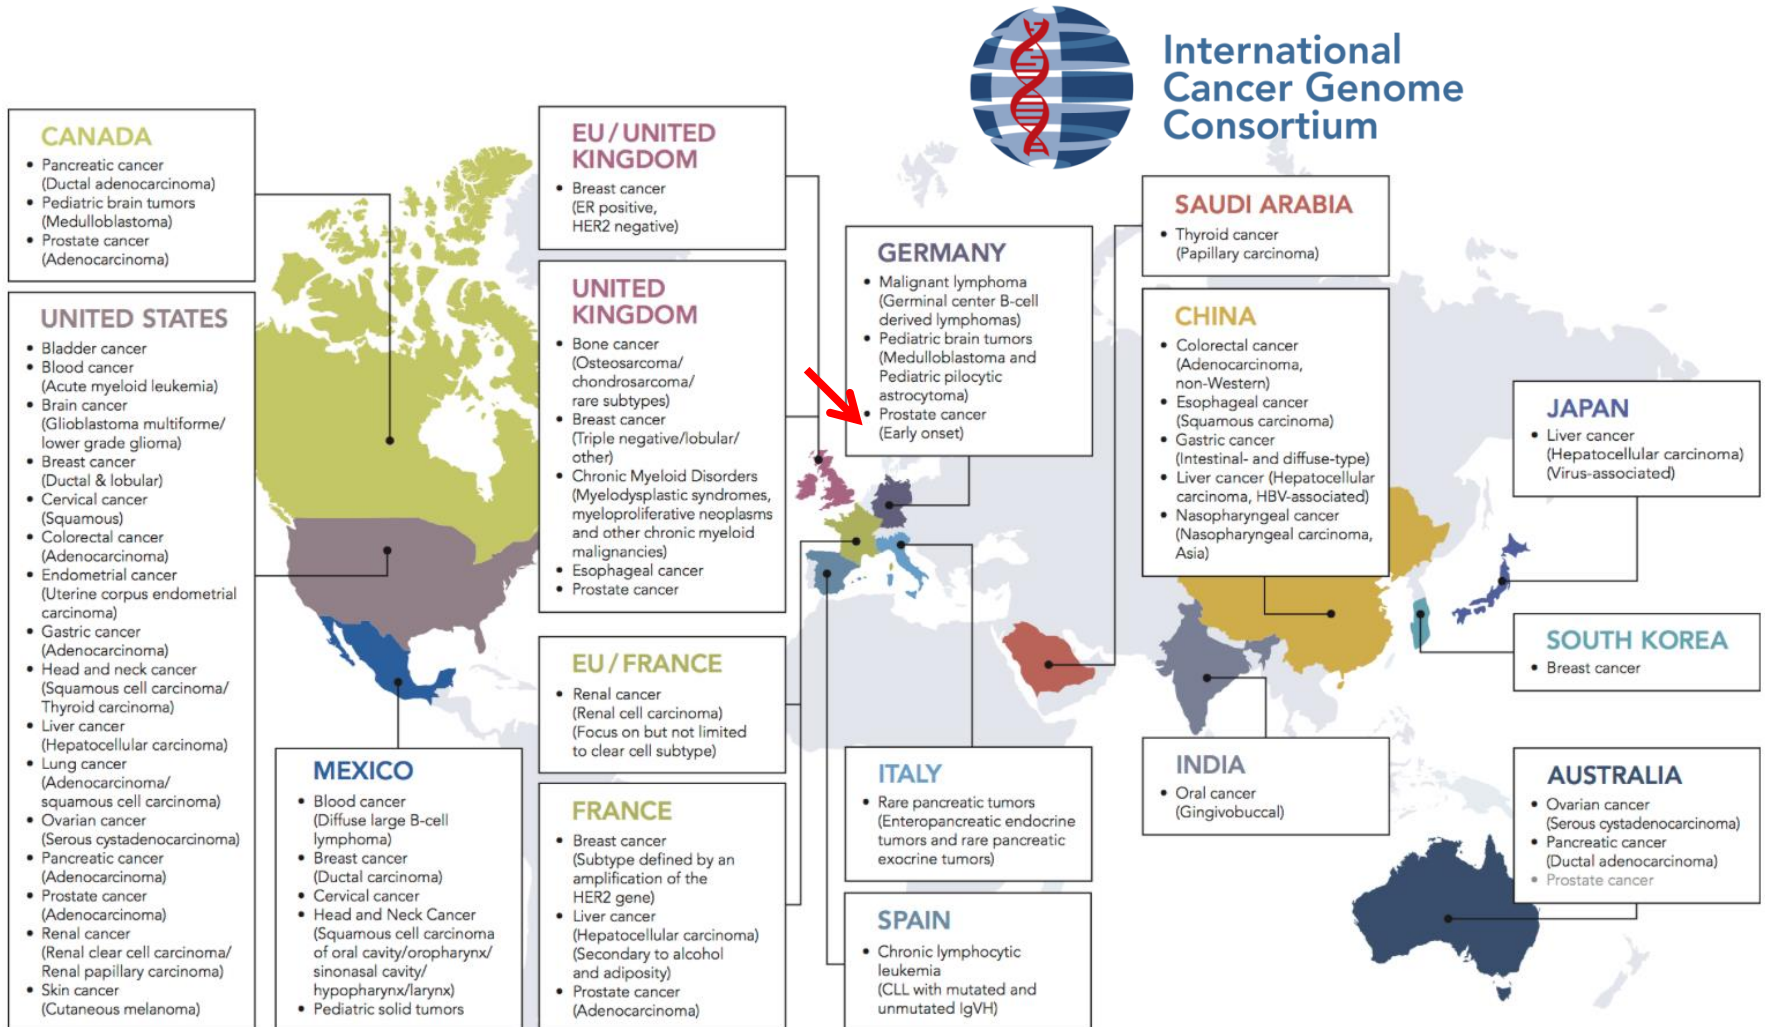 International
Cancer Genome
Consortium
CANADA
• Pancreatic cancer
(Ductal adenocarcinoma)
• Pediatric brain tumors
(Medulloblastoma)
• Prostate cancer
(Adenocarcinoma)
UNITED STATES
• Bladder cancer
• Blood cancer
(Acute myeloid leukemia)
• Brain cancer
(Glioblastoma multiforme/
lower grade glioma)
• Breast cancer
(Ductal & lobular)
• Cervical cancer
(Squamous)
• Colorectal cancer
(Adenocarcinoma)
• Endometrial cancer
(Uterine corpus endometrial
carcinoma)
• Gastric cancer
(Adenocarcinoma)
• Head and neck cancer
(Squamous cell carcinoma/
Thyroid carcinoma)
• Liver cancer
(Hepatocellular carcinoma)
• Lung cancer
(Adenocarcinoma/
squamous cell carcinoma)
• Ovarian cancer
(Serous cystadenocarcinoma)
• Pancreatic cancer
(Adenocarcinoma)
• Prostate cancer
(Adenocarcinoma)
• Renal cancer
(Renal clear cell carcinoma/
Renal papillary carcinoma)
• Skin cancer
(Cutaneous melanoma)
MEXICO
• Blood cancer
(Diffuse large B-cell
lymphoma)
• Breast cancer
(Ductal carcinoma)
• Cervical cancer
• Head and Neck Cancer
(Squamous cell carcinoma
of oral cavity/oropharynx/
sinonasal cavity/
hypopharynx/larynx)
• Pediatric solid tumors
EU / UNITED
KINGDOM
• Breast cancer
(ER positive,
HER2 negative)
UNITED
KINGDOM
• Bone cancer
(Osteosarcoma/
chondrosarcoma/
rare subtypes)
• Breast cancer
(Triple negative/lobular/
other)
• Chronic Myeloid Disorders
(Myelodysplastic syndromes,
myeloproliferative neoplasms
and other chronic myeloid
malignancies)
• Esophageal cancer
• Prostate cancer
EU / FRANCE
• Renal cancer
(Renal cell carcinoma)
(Focus on but not limited
to clear cell subtype)
FRANCE
• Breast cancer
(Subtype defined by an
amplification of the
HER2 gene)
• Liver cancer
(Hepatocellular carcinoma)
(Secondary to alcohol
and adiposity)
• Prostate cancer
(Adenocarcinoma)
GERMANY
• Malignant lymphoma
(Germinal center B-cell
derived lymphomas)
• Pediatric brain tumors
(Medulloblastoma and
Pediatric pilocytic
astrocytoma)
• Prostate cancer
(Early onset)
ITALY
• Rare pancreatic tumors
(Enteropancreatic endocrine
tumors and rare pancreatic
exocrine tumors)
SPAIN
• Chronic lymphocytic
leukemia
(CLL with mutated and
unmutated IgVH)
SAUDI ARABIA
• Thyroid cancer
(Papillary carcinoma)
CHINA
• Colorectal cancer
(Adenocarcinoma,
non-Western)
• Esophageal cancer
(Squamous carcinoma)
• Gastric cancer
(Intestinal- and diffuse-type)
• Liver cancer (Hepatocellular
carcinoma, HBV-associated)
• Nasopharyngeal cancer
(Nasopharyngeal carcinoma,
Asia)
INDIA
• Oral cancer
(Gingivobuccal)
JAPAN
• Liver cancer
(Hepatocellular carcinoma)
(Virus-associated)
SOUTH KOREA
• Breast cancer
AUSTRALIA
• Ovarian cancer
(Serous cystadenocarcinoma)
• Pancreatic cancer
(Ductal adenocarcinoma)
• Prostate cancer